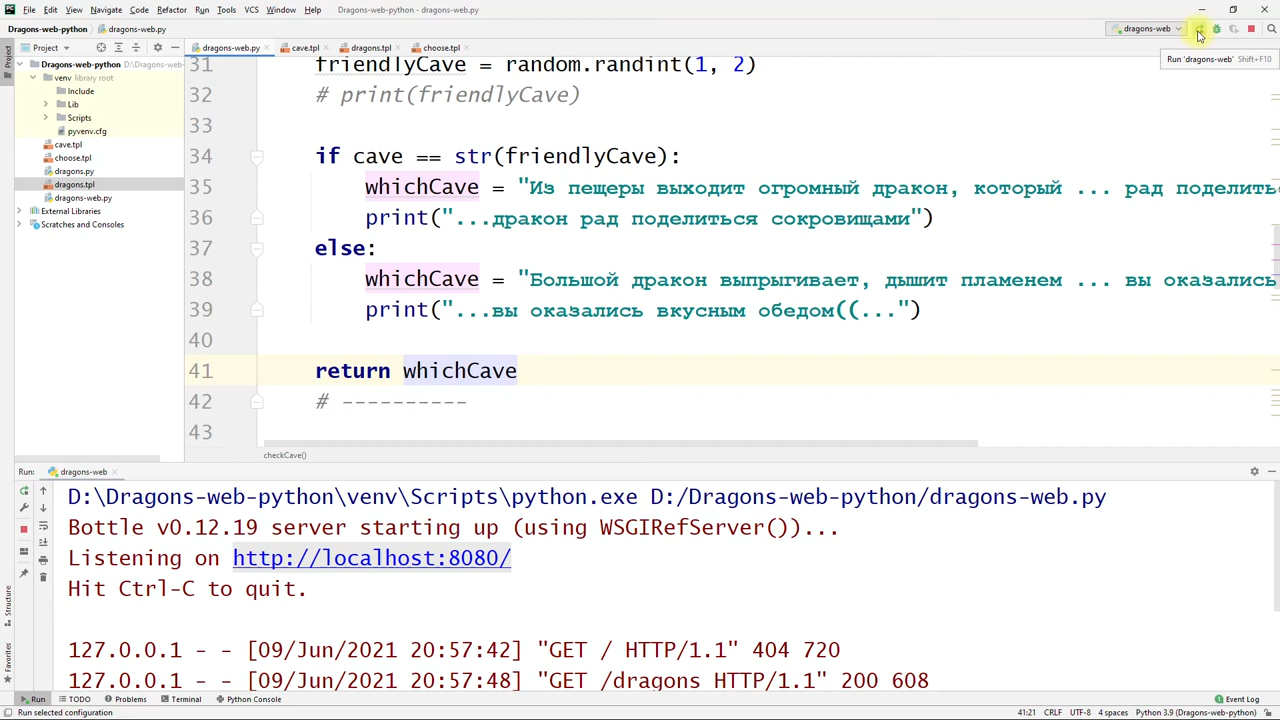 File Edit View Navigate Code Refactor Run Tools VCS Window Help Dragons-web-python - dragons-web.py
Dragons-web-python dragons-web.py dragons-web
Project dragons-web.py cave.tpl dragons.tpl choose.tpl Run 'dragons-web' Shift+F10
Dragons-web-python D:\Dragons-web-python
venv library root
Include
Lib
Scripts
pyvenv.cfg
cave.tpl
choose.tpl
dragons.py
dragons.tpl
dragons-web.py
External Libraries
Scratches and Consoles
31 friendlyCave = random.randint(1, 2)
32 # print(friendlyCave)
33
34 if cave == str(friendlyCave):
35 whichCave = "Из пещеры выходит огромный дракон, который ... рад поделить
36 print("...дракон рад поделиться сокровищами")
37 else:
38 whichCave = "Большой дракон выпрыгивает, дышит пламенем ... вы оказались
39 print("...вы оказались вкусным обедом((...")
40
41 return whichCave
42 # ----------
43
checkCave()
Run: dragons-web
D:\Dragons-web-python\venv\Scripts\python.exe D:/Dragons-web-python/dragons-web.py
Bottle v0.12.19 server starting up (using WSGIRefServer())...
Listening on http://localhost:8080/
Hit Ctrl-C to quit.
127.0.0.1 - - [09/Jun/2021 20:57:42] "GET / HTTP/1.1" 404 720
127.0.0.1 - - [09/Jun/2021 20:57:48] "GET /dragons HTTP/1.1" 200 608
Project
Structure
Favorites
Run TODO Problems Terminal Python Console Event Log
Run selected configuration 41:21 CRLF UTF-8 4 spaces Python 3.9 (Dragons-web-python)